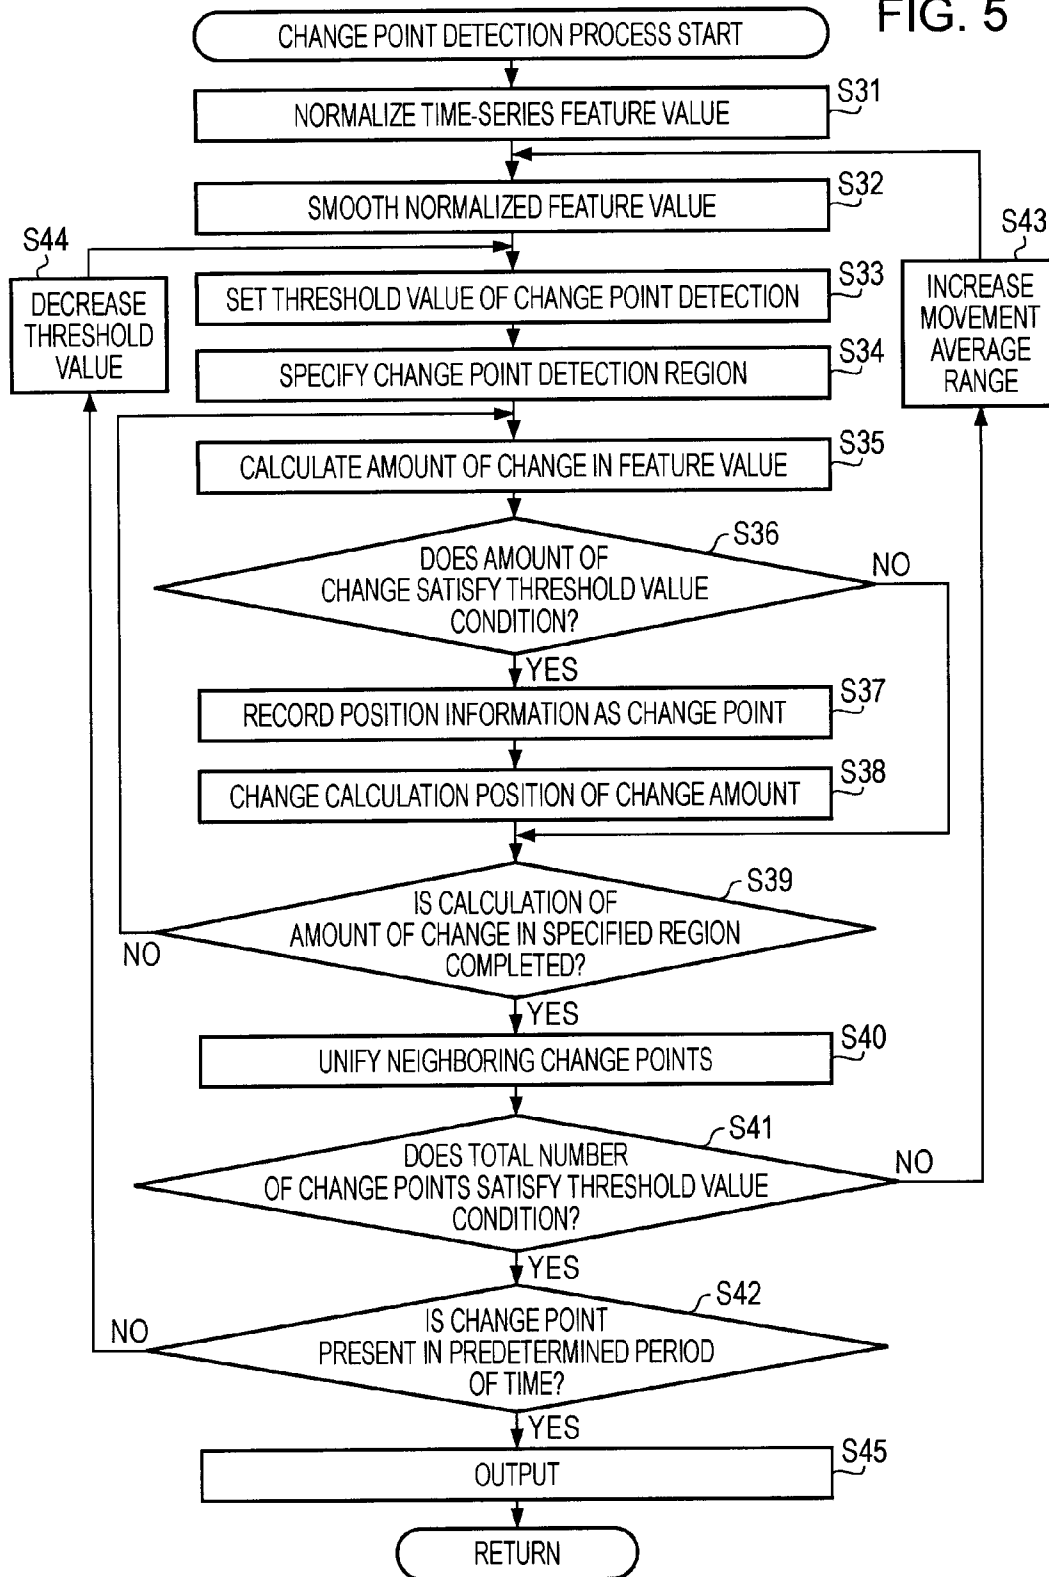 FIG. 5
CHANGE POINT DETECTION PROCESS START
S31
NORMALIZE TIME-SERIES FEATURE VALUE
S32
SMOOTH NORMALIZED FEATURE VALUE
S44
DECREASE
THRESHOLD
VALUE
S43
INCREASE
MOVEMENT
AVERAGE
RANGE
S33
SET THRESHOLD VALUE OF CHANGE POINT DETECTION
S34
SPECIFY CHANGE POINT DETECTION REGION
S35
CALCULATE AMOUNT OF CHANGE IN FEATURE VALUE
S36
DOES AMOUNT OF
CHANGE SATISFY THRESHOLD VALUE
CONDITION?
NO
YES
S37
RECORD POSITION INFORMATION AS CHANGE POINT
S38
CHANGE CALCULATION POSITION OF CHANGE AMOUNT
S39
IS CALCULATION OF
AMOUNT OF CHANGE IN SPECIFIED REGION
COMPLETED?
NO
YES
S40
UNIFY NEIGHBORING CHANGE POINTS
S41
DOES TOTAL NUMBER
OF CHANGE POINTS SATISFY THRESHOLD VALUE
CONDITION?
NO
YES
S42
IS CHANGE POINT
PRESENT IN PREDETERMINED PERIOD
OF TIME?
NO
YES
S45
OUTPUT
RETURN